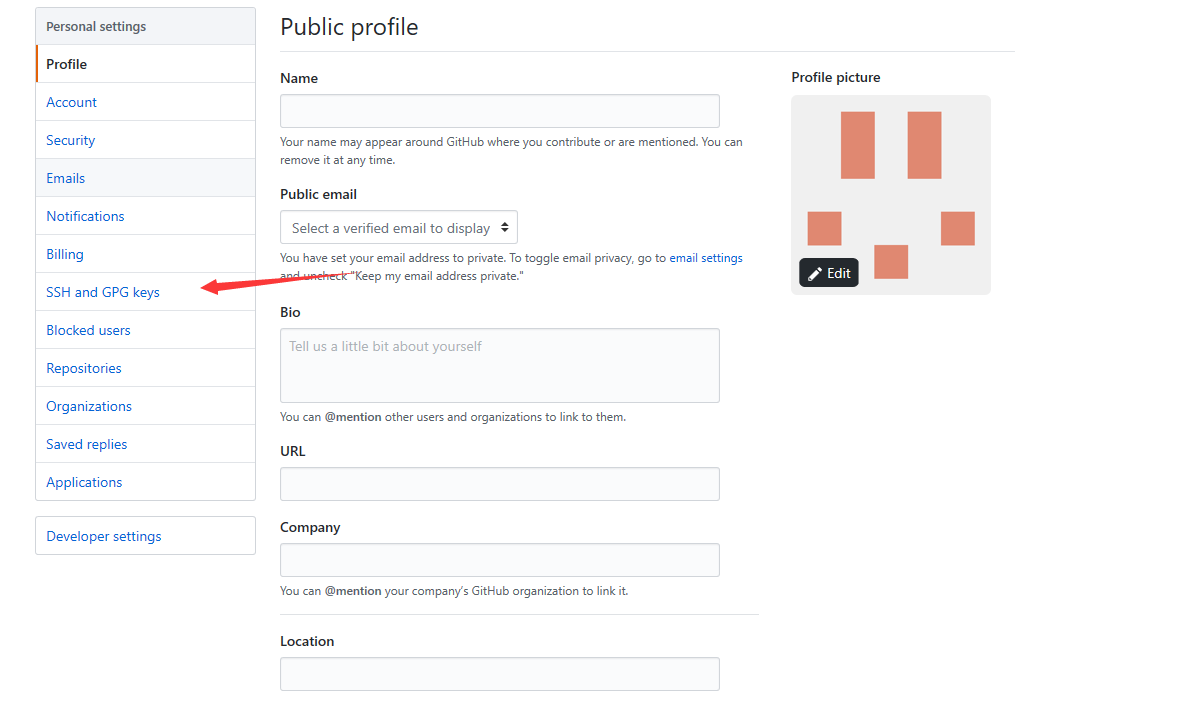 Personal settings
Profile
Account
Security
Emails
Notifications
Billing
SSH and GPG keys
Blocked users
Repositories
Organizations
Saved replies
Applications
Developer settings
Public profile
Name
Your name may appear around GitHub where you contribute or are mentioned. You can
remove it at any time.
Public email
Select a verified email to display
You have set your email address to private. To toggle email privacy, go to email settings
and uncheck "Keep my email address private."
Bio
Tell us a little bit about yourself
You can @mention other users and organizations to link to them.
URL
Company
You can @mention your company's GitHub organization to link it.
Location
Profile picture
Edit